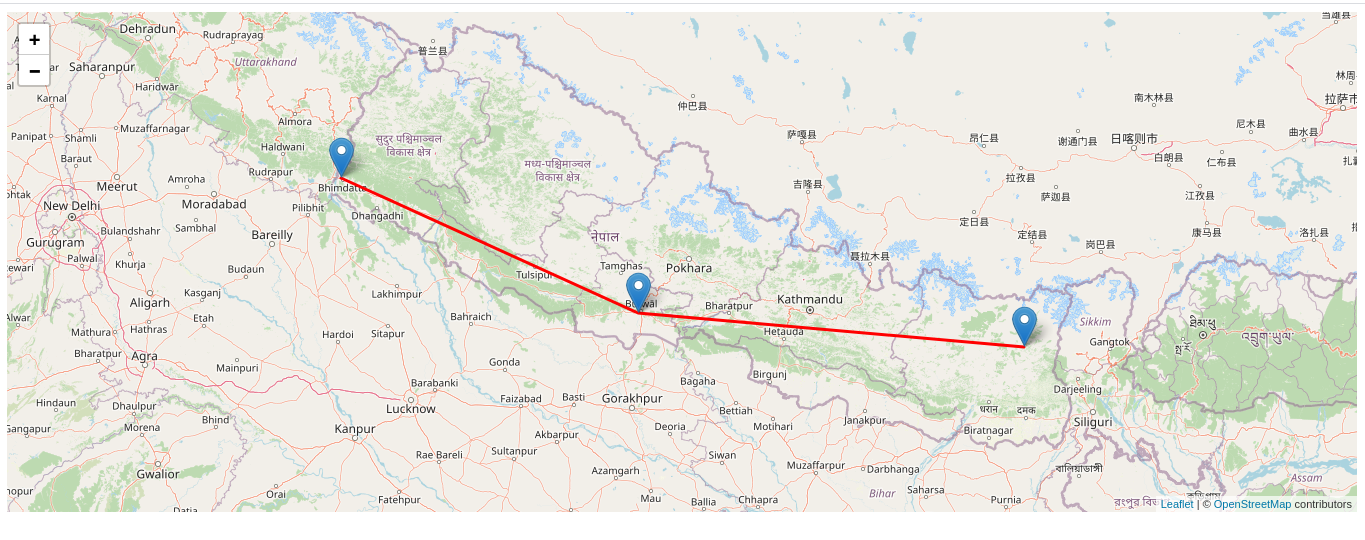 当雄县
Dehradun
Rudraprayag
+
普兰县
Uttarakhand
Saharanpur
林周
−
Haridwār
仲巴县
南木林县
拉萨市
Karnal
Almora
尼木县
Panipat
Shamli
Muzaffarnagar
萨嘎县
昂仁县
谢通门县
日喀则市
曲水县
सुदुर पश्चिमाञ्चल
विकास क्षेत्र
Haldwani
Baraut
मध्य-पश्चिमाञ्चल
विकास क्षेत्र
白朗县
仁布县
Rudrapur
Meerut
Amroha
Bhimdatta
吉隆县
拉孜县
萨迦县
江孜县
Moradabad
New Delhi
Pilibhit
Dhangadhi
定日县
Bulandshahr
Sambhal
Bareilly
नेपाल
定结县
康马县
洛扎县
Gurugram
岗巴县
Palwal
Khurja
聂拉木县
Budaun
Tulsipur
Tamghas
Pokhara
Kasganj
Lakhimpur
Aligarh
Butwal
Bharatpur
Kathmandu
Etah
Bahraich
Alwar
Mathura
Hathras
Hardoi
Sitapur
Hetauda
Sikkim
Gangtok
Bharatpur
Agra
Mainpuri
Gonda
Birgunj
Bagaha
Barabanki
Darjeeling
Hindaun
Dhaulpur
Lucknow
Faizabad
Basti
Gorakhpur
Bettiah
धरान
दमक
Morena
Bhind
Kanpur
Deoria
Motihari
Janakpur
Biratnagar
Siliguri
Akbarpur
Rae Bareli
Sultanpur
Siwan
Muzaffarpur
Darbhanga
Gwalior
Azamgarh
Assam
Orai
Fatehpur
Mau
Ballia
Chhapra
Bihar
Saharsa
Purnia
Leaflet | © OpenStreetMap contributors